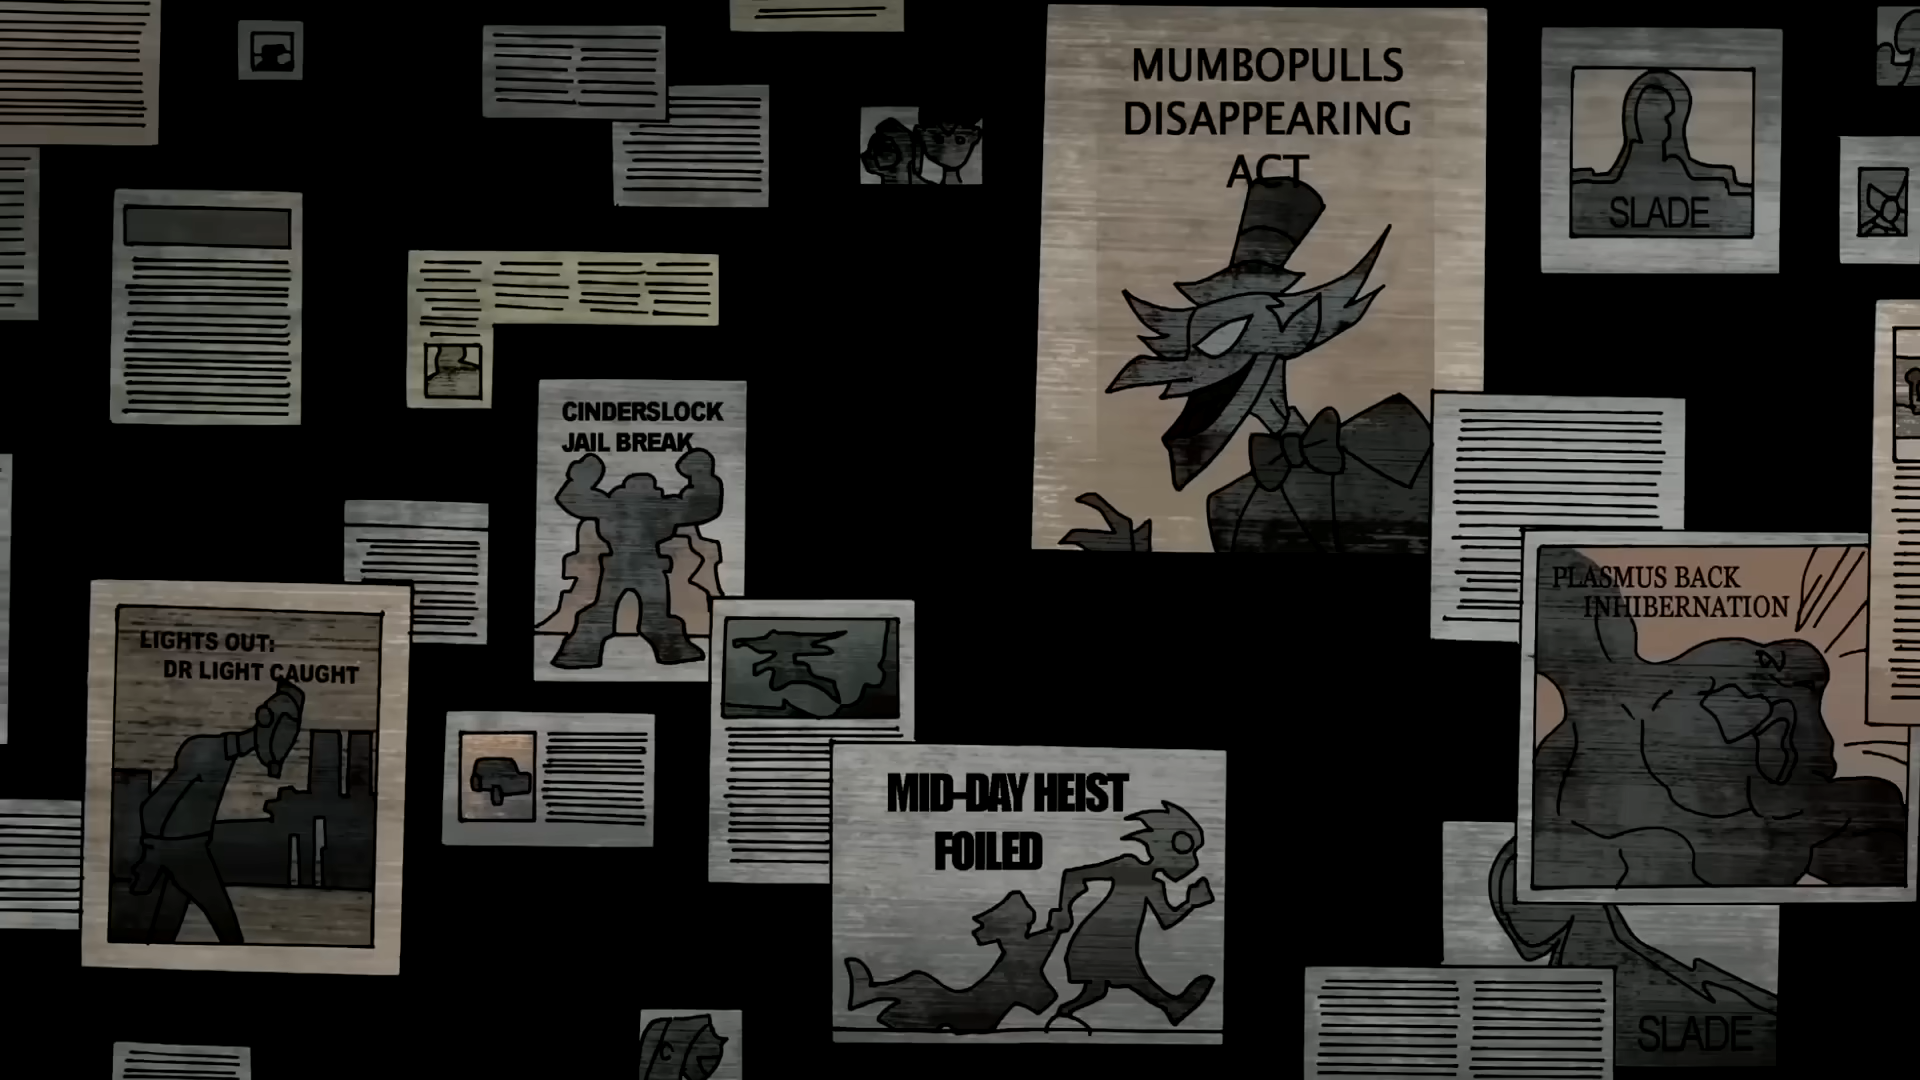 MUMBOPULLS
DISAPPEARING
ACT
SLADE
CINDERSLOCK
JAIL BREAK
PLASMUS BACK
INHIBERNATION
LIGHTS OUT:
DR LIGHT CAUGHT
MID-DAY HEIST
FOILED
SLADE